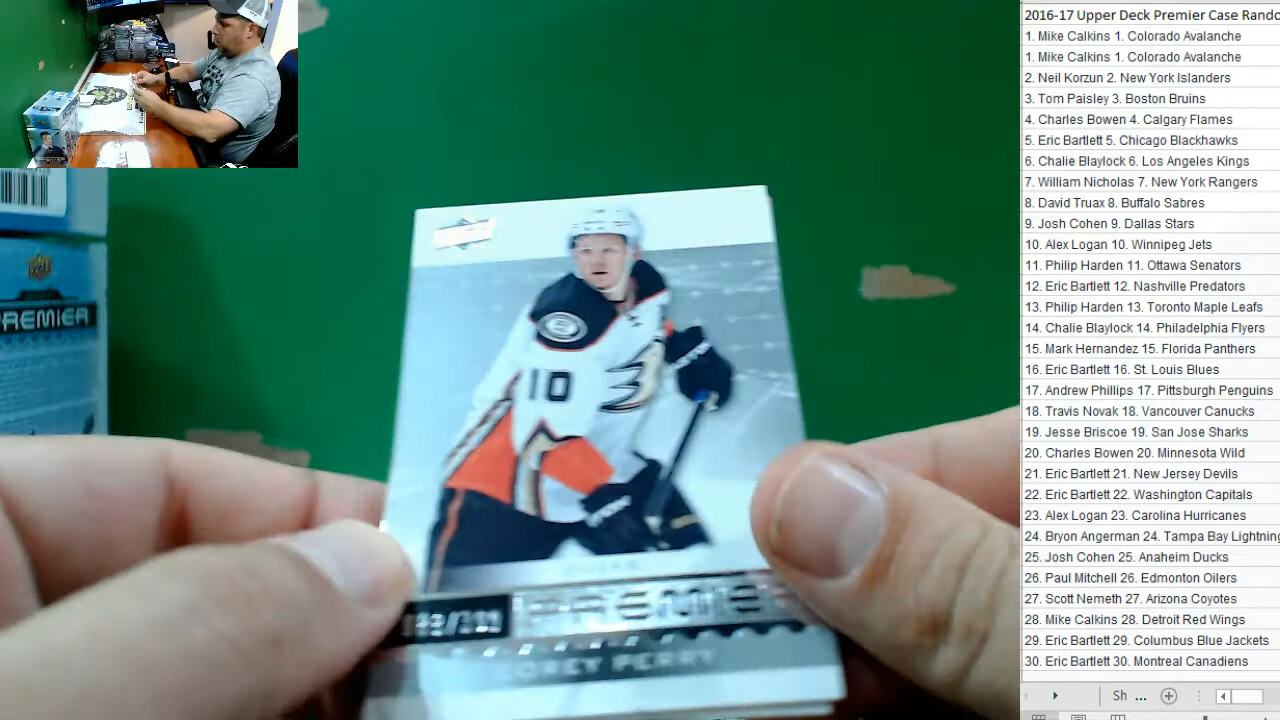 2016-17 Upper Deck Premier Case Rando
1. Mike Calkins 1. Colorado Avalanche
1. Mike Calkins 1. Colorado Avalanche
2. Neil Korzun 2. New York Islanders
3. Tom Paisley 3. Boston Bruins
4. Charles Bowen 4. Calgary Flames
5. Eric Bartlett 5. Chicago Blackhawks
6. Chalie Blaylock 6. Los Angeles Kings
7. William Nicholas 7. New York Rangers
8. David Truax 8. Buffalo Sabres
9. Josh Cohen 9. Dallas Stars
10. Alex Logan 10. Winnipeg Jets
11. Philip Harden 11. Ottawa Senators
12. Eric Bartlett 12. Nashville Predators
13. Philip Harden 13. Toronto Maple Leafs
14. Chalie Blaylock 14. Philadelphia Flyers
15. Mark Hernandez 15. Florida Panthers
16. Eric Bartlett 16. St. Louis Blues
17. Andrew Phillips 17. Pittsburgh Penguins
18. Travis Novak 18. Vancouver Canucks
19. Jesse Briscoe 19. San Jose Sharks
20. Charles Bowen 20. Minnesota Wild
21. Eric Bartlett 21. New Jersey Devils
22. Eric Bartlett 22. Washington Capitals
23. Alex Logan 23. Carolina Hurricanes
24. Bryon Angerman 24. Tampa Bay Lightning
25. Josh Cohen 25. Anaheim Ducks
26. Paul Mitchell 26. Edmonton Oilers
27. Scott Nemeth 27. Arizona Coyotes
28. Mike Calkins 28. Detroit Red Wings
29. Eric Bartlett 29. Columbus Blue Jackets
30. Eric Bartlett 30. Montreal Canadiens
Sh ...
REMIER
10
PREMIER
COREY PERRY